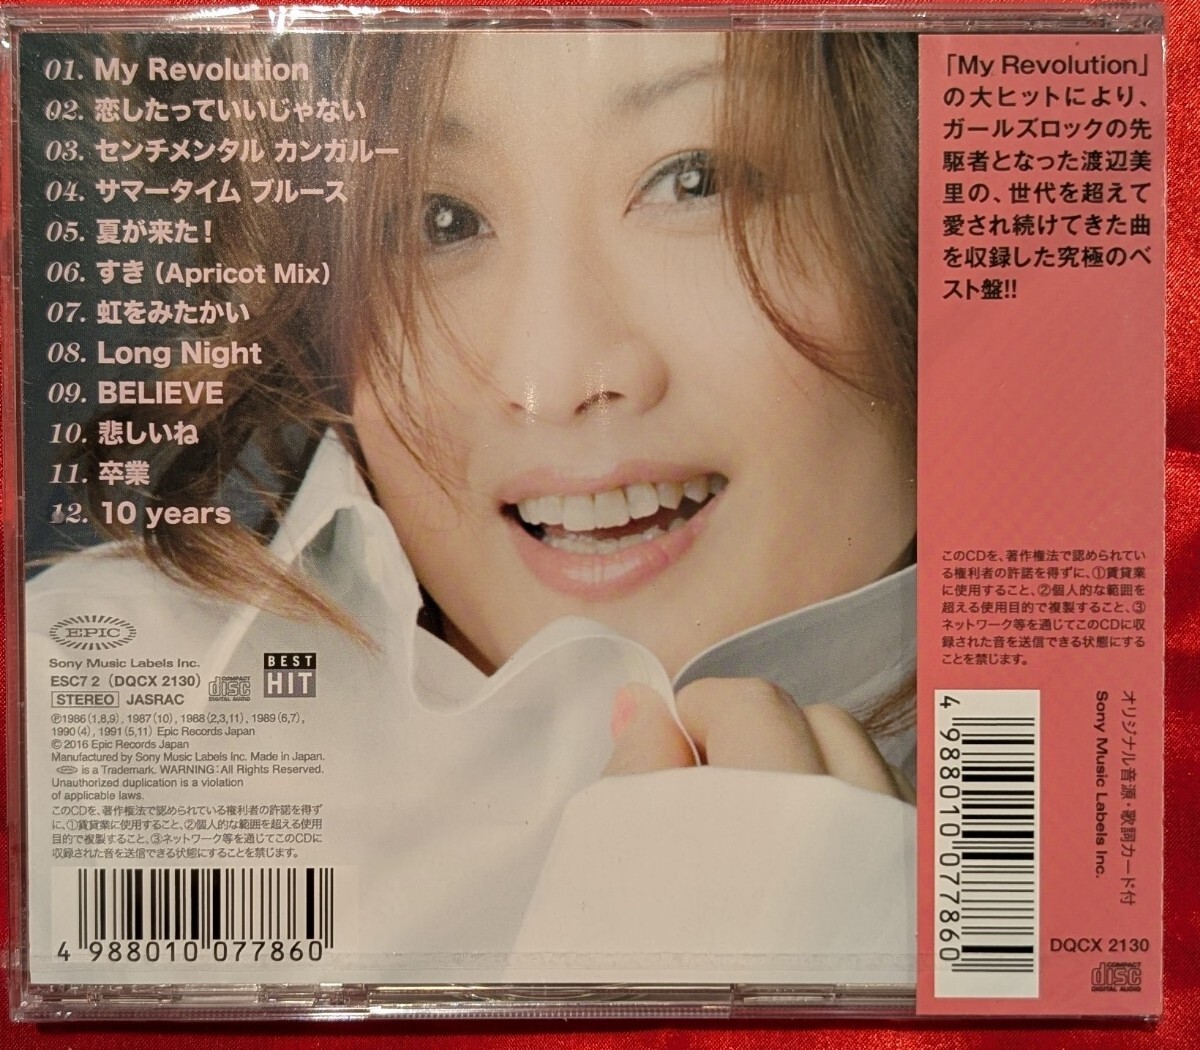 01. My Revolution
02. 恋したっていいじゃない
03. センチメンタル カンガルー
04. サマータイム ブルース
05. 夏が来た!
06. すき (Apricot Mix)
07. 虹をみたかい
08. Long Night
09. BELIEVE
10. 悲しいね
11. 卒業
12. 10 years
EPIC
Sony Music Labels Inc.
ESC7 2 (DQCX 2130)
STEREO JASRAC
COMPACT
disc
DIGITAL AUDIO
BEST
HIT
℗1986(1,8,9), 1987(10), 1988(2,3,11), 1989(6,7),
1990(4), 1991(5,11) Epic Records Japan
©2016 Epic Records Japan
Manufactured by Sony Music Labels Inc. Made in Japan.
EPIC is a Trademark. WARNING:All Rights Reserved.
Unauthorized duplication is a violation
of applicable laws.
このCDを、著作権法で認められている権利者の許諾を得ず
に、①賃貸業に使用すること、②個人的な範囲を超える使用
目的で複製すること、③ネットワーク等を通じてこのCDに
収録された音を送信できる状態にすることを禁じます。
4 988010 077860
「My Revolution」
の大ヒットにより、
ガールズロックの先
駆者となった渡辺美
里の、世代を超えて
愛され続けてきた曲
を収録した究極のベ
スト盤!!
このCDを、著作権法で認められてい
る権利者の許諾を得ずに、①賃貸業
に使用すること、②個人的な範囲を
超える使用目的で複製すること、③
ネットワーク等を通じてこのCDに収
録された音を送信できる状態にする
ことを禁じます。
オリジナル音源・歌詞カード付
Sony Music Labels Inc.
4 988010 077860
DQCX 2130
COMPACT
disc
DIGITAL AUDIO